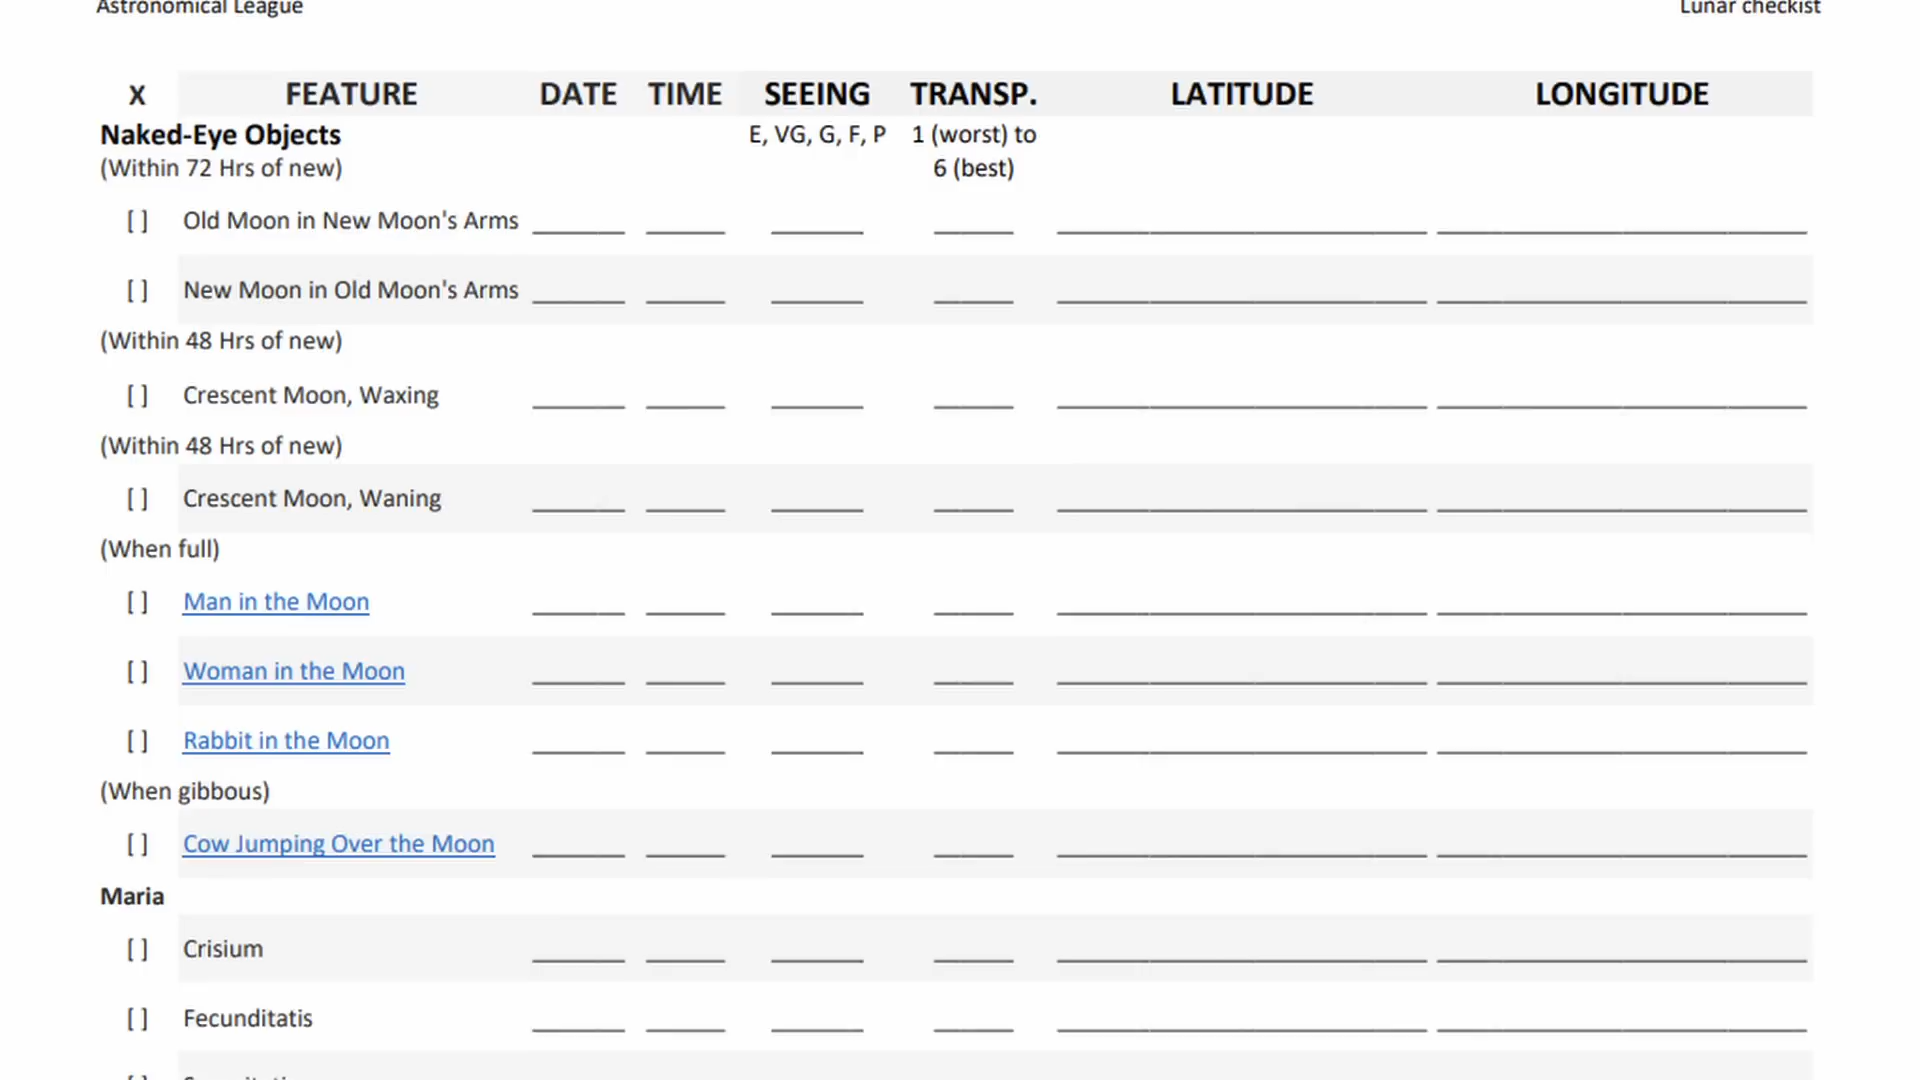 Astronomical League Lunar checkist
X FEATURE DATE TIME SEEING TRANSP. LATITUDE LONGITUDE
Naked-Eye Objects E, VG, G, F, P 1 (worst) to
(Within 72 Hrs of new) 6 (best)
[ ] Old Moon in New Moon's Arms
[ ] New Moon in Old Moon's Arms
(Within 48 Hrs of new)
[ ] Crescent Moon, Waxing
(Within 48 Hrs of new)
[ ] Crescent Moon, Waning
(When full)
[ ] Man in the Moon
[ ] Woman in the Moon
[ ] Rabbit in the Moon
(When gibbous)
[ ] Cow Jumping Over the Moon
Maria
[ ] Crisium
[ ] Fecunditatis